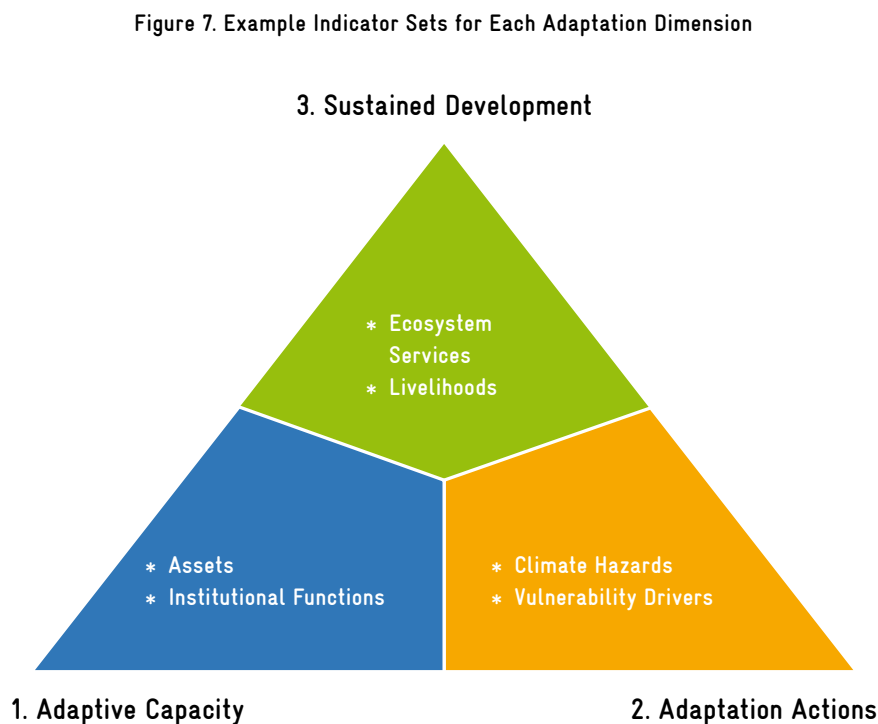 Figure 7. Example Indicator Sets for Each Adaptation Dimension
3. Sustained Development
* Ecosystem
Services
* Livelihoods
* Assets
* Institutional Functions
* Climate Hazards
* Vulnerability Drivers
1. Adaptive Capacity
2. Adaptation Actions